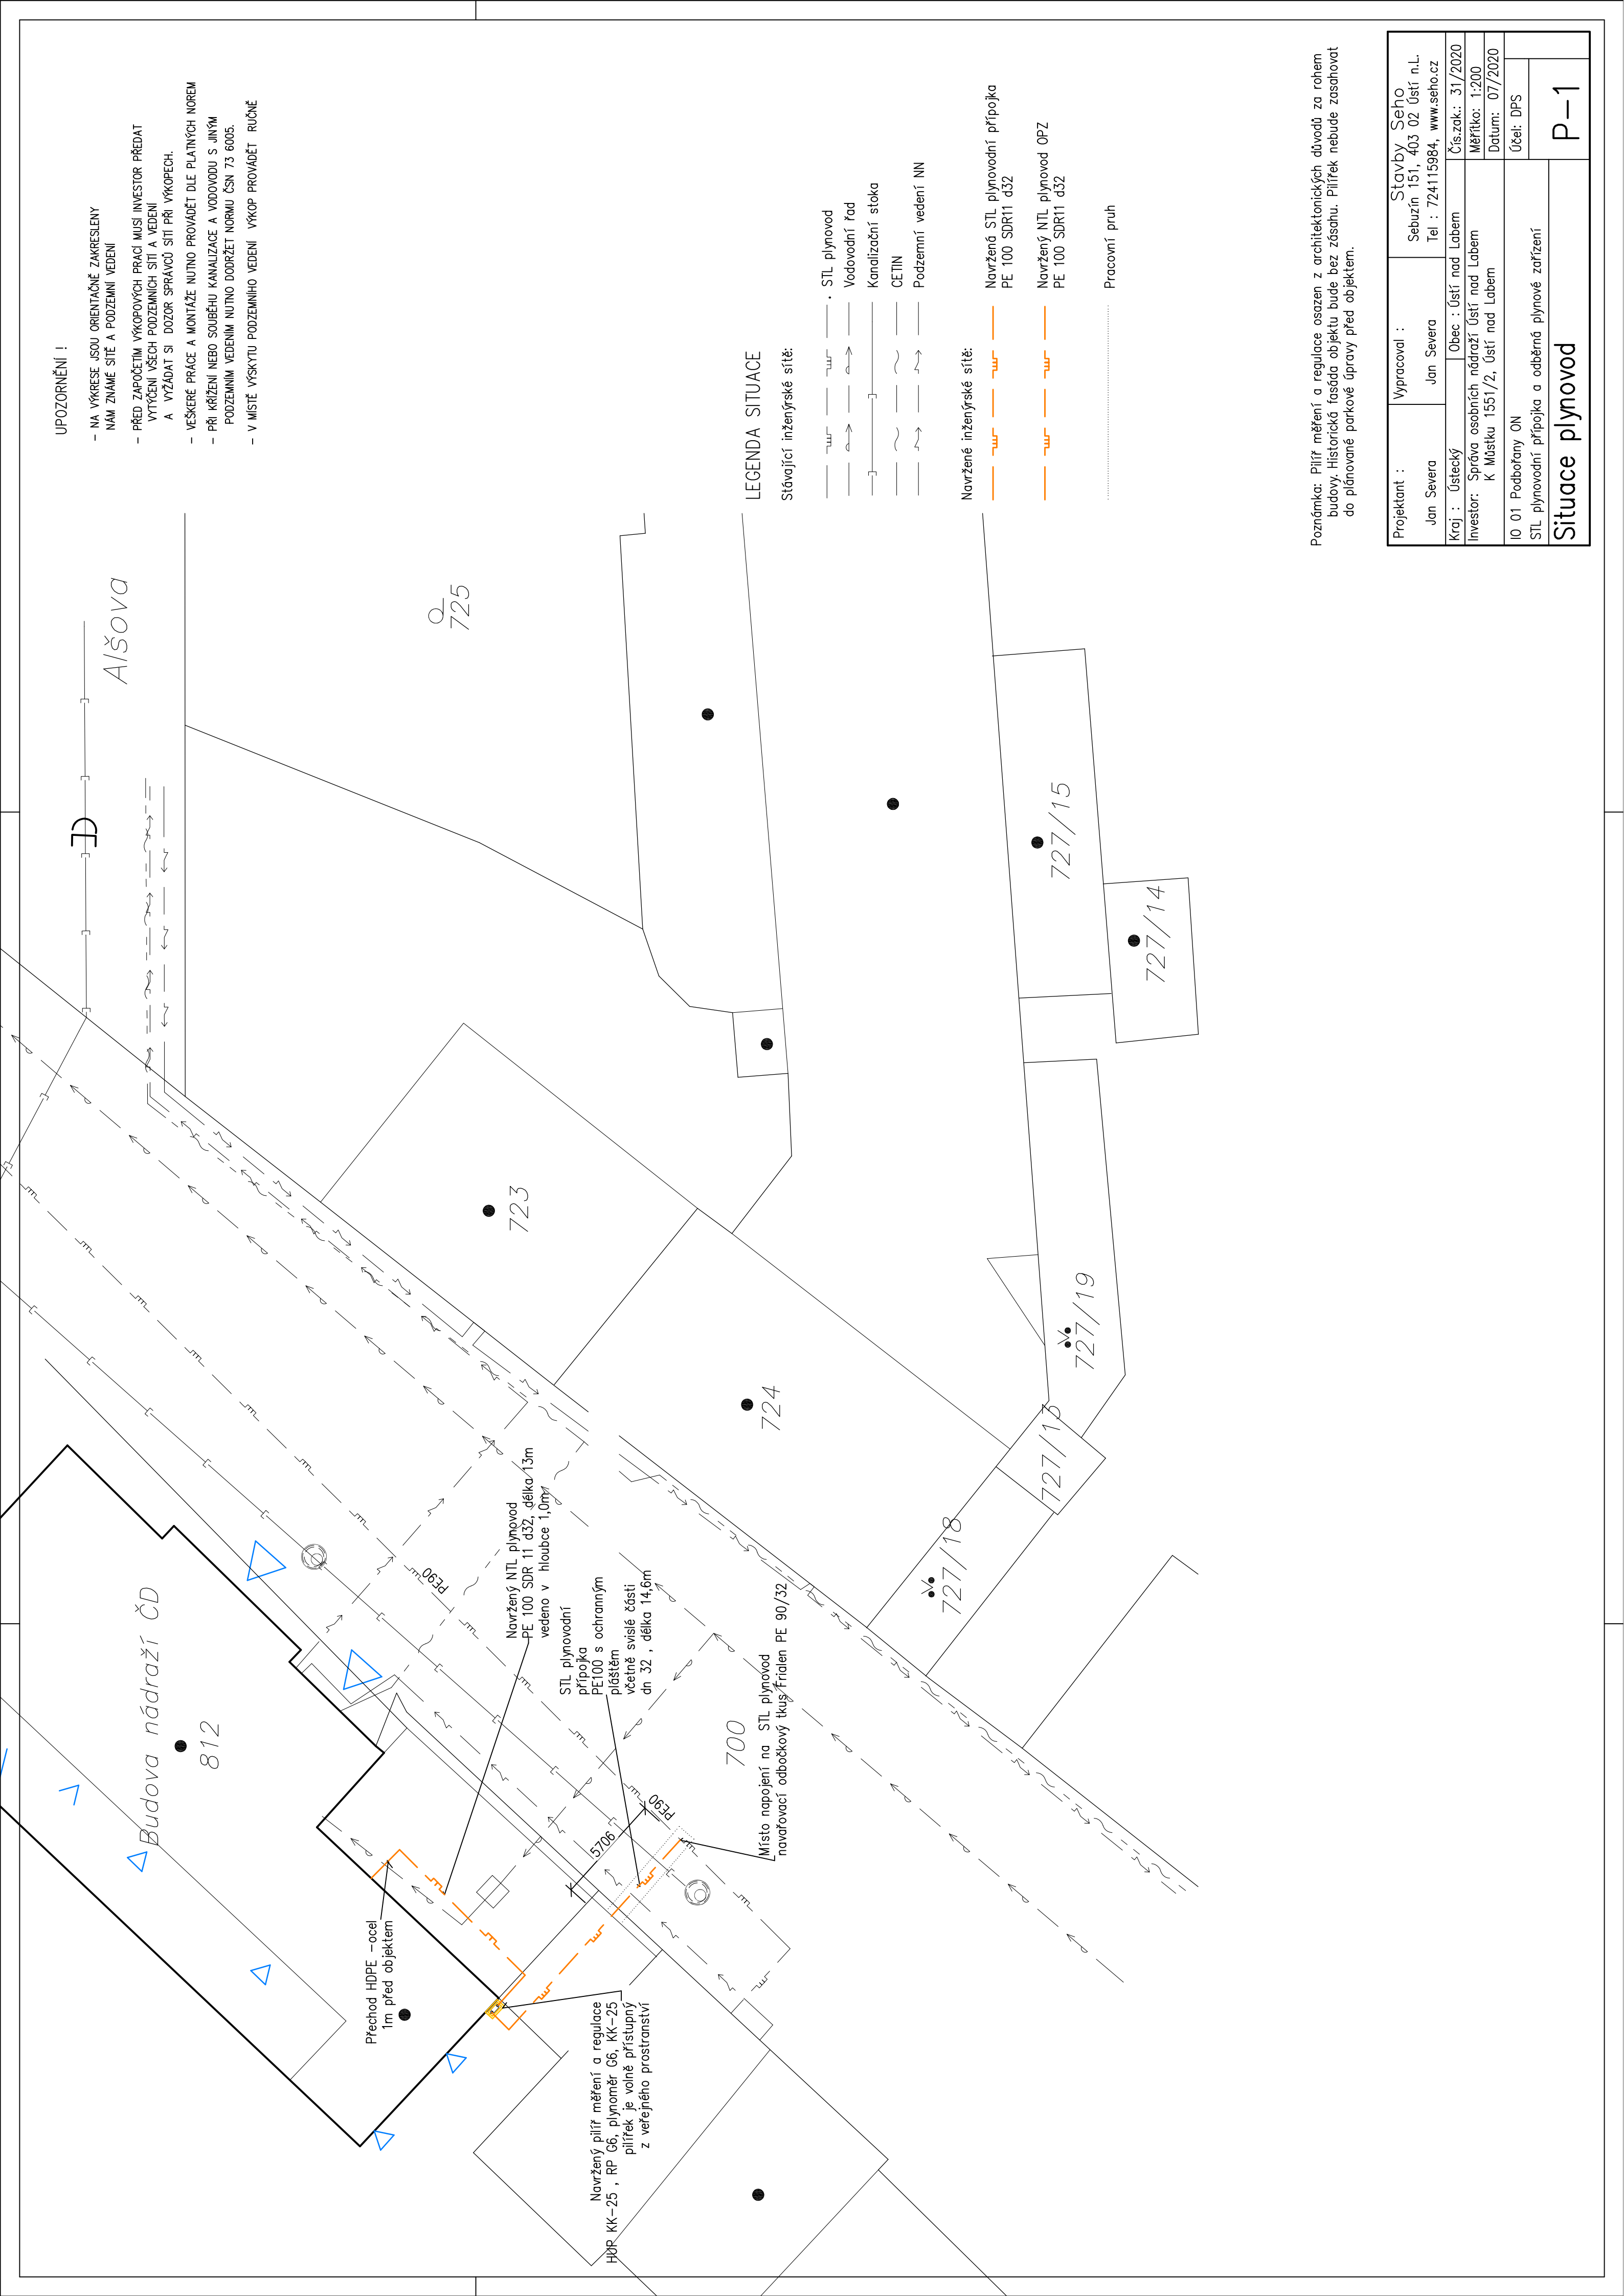 UPOZORNĚNÍ !
- NA VÝKRESE JSOU ORIENTAČNĚ ZAKRESLENY
NÁM ZNÁMÉ SÍTĚ A PODZEMNÍ VEDENÍ
- PŘED ZAPOČETÍM VÝKOPOVÝCH PRACÍ MUSÍ INVESTOR PŘEDAT
VYTÝČENÍ VŠECH PODZEMNÍCH SÍTÍ A VEDENÍ
A VYŽÁDAT SI DOZOR SPRÁVCŮ SÍTÍ PŘI VÝKOPECH.
- VEŠKERÉ PRÁCE A MONTÁŽE NUTNO PROVÁDĚT DLE PLATNÝCH NOREM
- PŘI KŘÍŽENÍ NEBO SOUBĚHU KANALIZACE A VODOVODU S JINÝM
PODZEMNÍM VEDENÍM NUTNO DODRŽET NORMU ČSN 73 6005.
- V MÍSTĚ VÝSKYTU PODZEMNÍHO VEDENÍ VÝKOP PROVÁDĚT RUČNĚ
Alšova
725
Budova nádraží ČD
812
723
724
700
727/15
727/14
727/19
727/13
727/18
PE90
PE90
5706
Přechod HDPE -ocel
1m před objektem
Navržený NTL plynovod
PE 100 SDR 11 d32, délka 13m
vedeno v hloubce 1,0m
STL plynovodní
přípojka
PE100 s ochranným
pláštěm
včetně svislé části
dn 32 , délka 14,6m
Místo napojení na STL plynovod
navařovací odbočkový tkus Frialen PE 90/32
Navržený pilíř měření a regulace
HUP KK-25 , RP G6, plynoměr G6, KK-25
pilířek je volně přístupný
z veřejného prostranství
LEGENDA SITUACE
Stávající inženýrské sítě:
STL plynovod
Vodovodní řad
Kanalizační stoka
CETIN
Podzemní vedení NN
Navržené inženýrské sítě:
Navržená STL plynovodní přípojka
PE 100 SDR11 d32
Navržený NTL plynovod OPZ
PE 100 SDR11 d32
Pracovní pruh
Poznámka: Pilíř měření a regulace osazen z architektonických důvodů za rohem
budovy. Historická fasáda objektu bude bez zásahu. Pilířek nebude zasahovat
do plánované parkové úpravy před objektem.
Projektant :
Jan Severa
Vypracoval :
Jan Severa
Stavby Seho
Sebuzín 151, 403 02 Ústí n.L.
Tel : 724115984, www.seho.cz
Kraj : Ústecký
Obec : Ústí nad Labem
Čís.zak.: 31/2020
Investor: Správa osobních nádraží Ústí nad Labem
K Můstku 1551/2, Ústí nad Labem
Měřítko: 1:200
Datum: 07/2020
IO 01 Podbořany ON
STL plynovodní přípojka a odběrná plynové zařízení
Účel: DPS
Situace plynovod
P-1